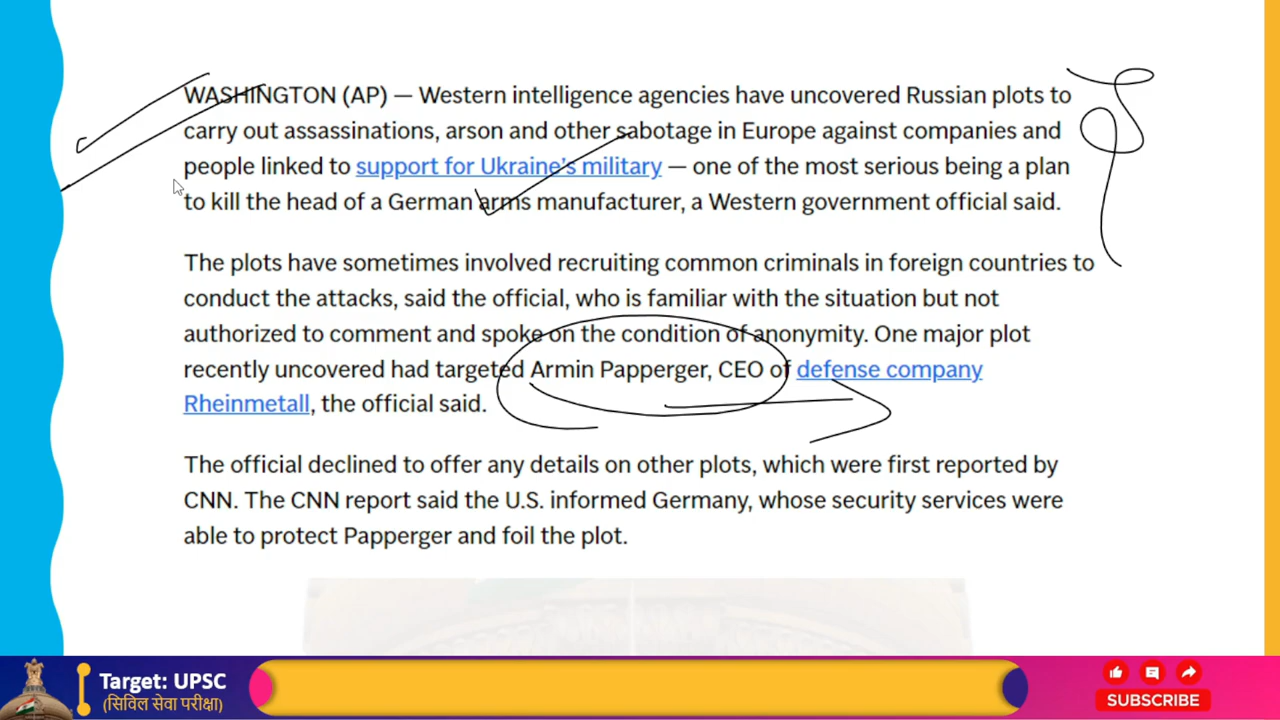 WASHINGTON (AP) — Western intelligence agencies have uncovered Russian plots to
carry out assassinations, arson and other sabotage in Europe against companies and
people linked to support for Ukraine's military — one of the most serious being a plan
to kill the head of a German arms manufacturer, a Western government official said.
The plots have sometimes involved recruiting common criminals in foreign countries to
conduct the attacks, said the official, who is familiar with the situation but not
authorized to comment and spoke on the condition of anonymity. One major plot
recently uncovered had targeted Armin Papperger, CEO of defense company
Rheinmetall, the official said.
The official declined to offer any details on other plots, which were first reported by
CNN. The CNN report said the U.S. informed Germany, whose security services were
able to protect Papperger and foil the plot.
Target: UPSC
(सिविल सेवा परीक्षा)
SUBSCRIBE